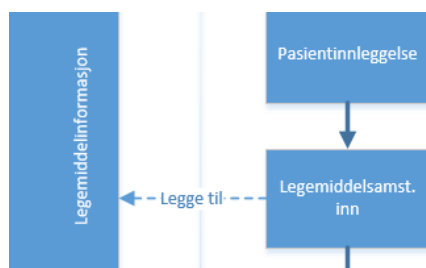 Legemiddelinformasjon
Pasientinnleggelse
Legge til
Legemiddelsamst.
inn